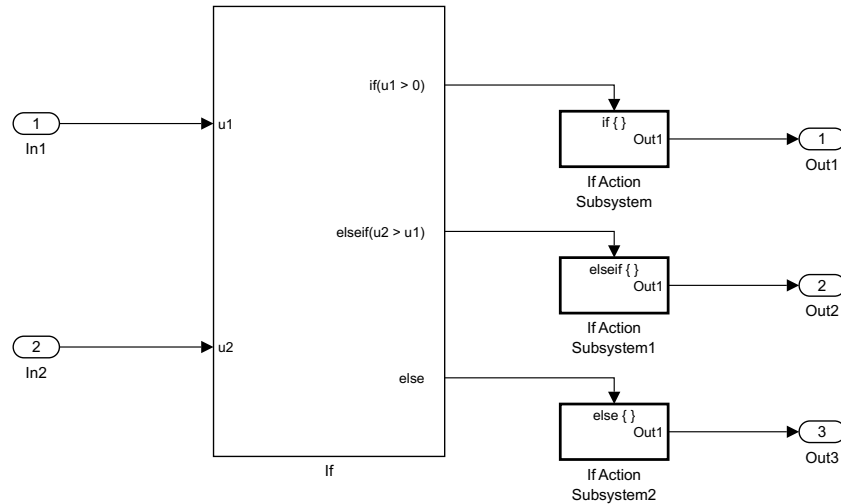 if(u1 > 0)
1
u1
In1
if { }
Out1
1
Out1
If Action
Subsystem
elseif(u2 > u1)
elseif { }
Out1
2
Out2
If Action
Subsystem1
2
u2
In2
else
else { }
Out1
3
Out3
If
If Action
Subsystem2